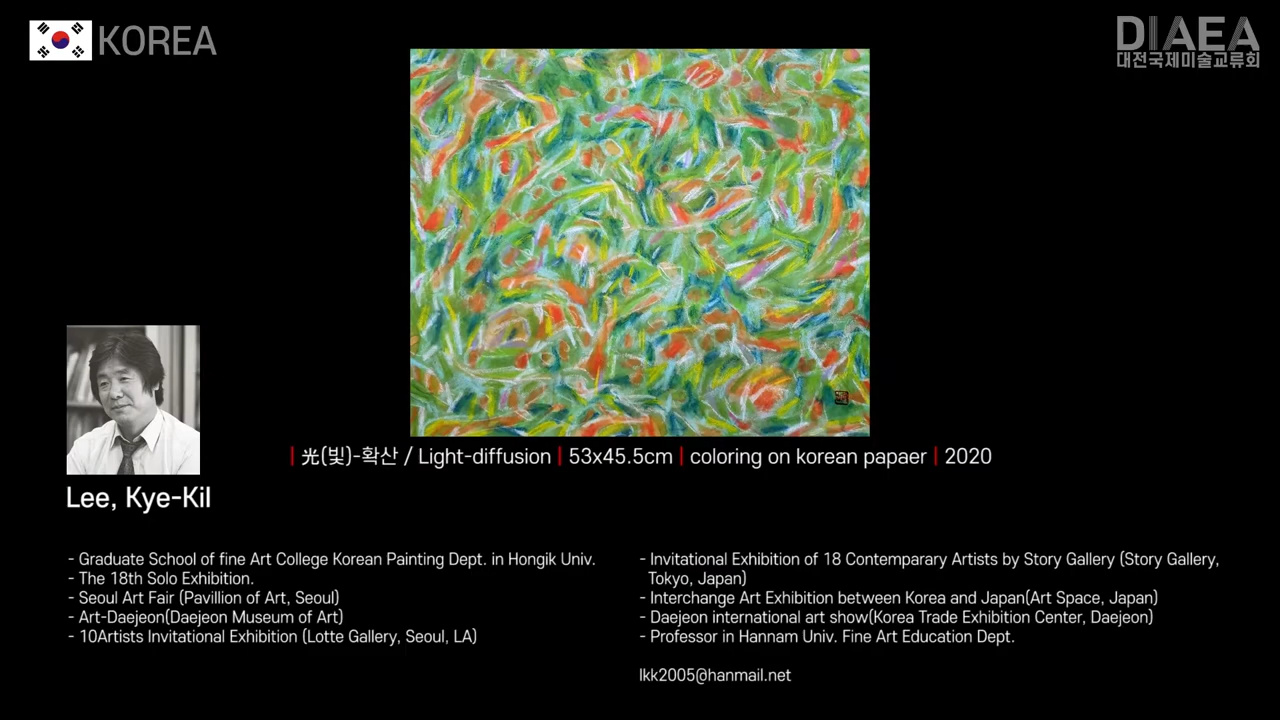 KOREA
DIAEA
대전국제미술교류회
| 光(빛)-확산 / Light-diffusion | 53x45.5cm | coloring on korean papaer | 2020
Lee, Kye-Kil
- Graduate School of fine Art College Korean Painting Dept. in Hongik Univ.
- The 18th Solo Exhibition.
- Seoul Art Fair (Pavillion of Art, Seoul)
- Art-Daejeon(Daejeon Museum of Art)
- 10Artists Invitational Exhibition (Lotte Gallery, Seoul, LA)
- Invitational Exhibition of 18 Contemparary Artists by Story Gallery (Story Gallery,
Tokyo, Japan)
- Interchange Art Exhibition between Korea and Japan(Art Space, Japan)
- Daejeon international art show(Korea Trade Exhibition Center, Daejeon)
- Professor in Hannam Univ. Fine Art Education Dept.
lkk2005@hanmail.net